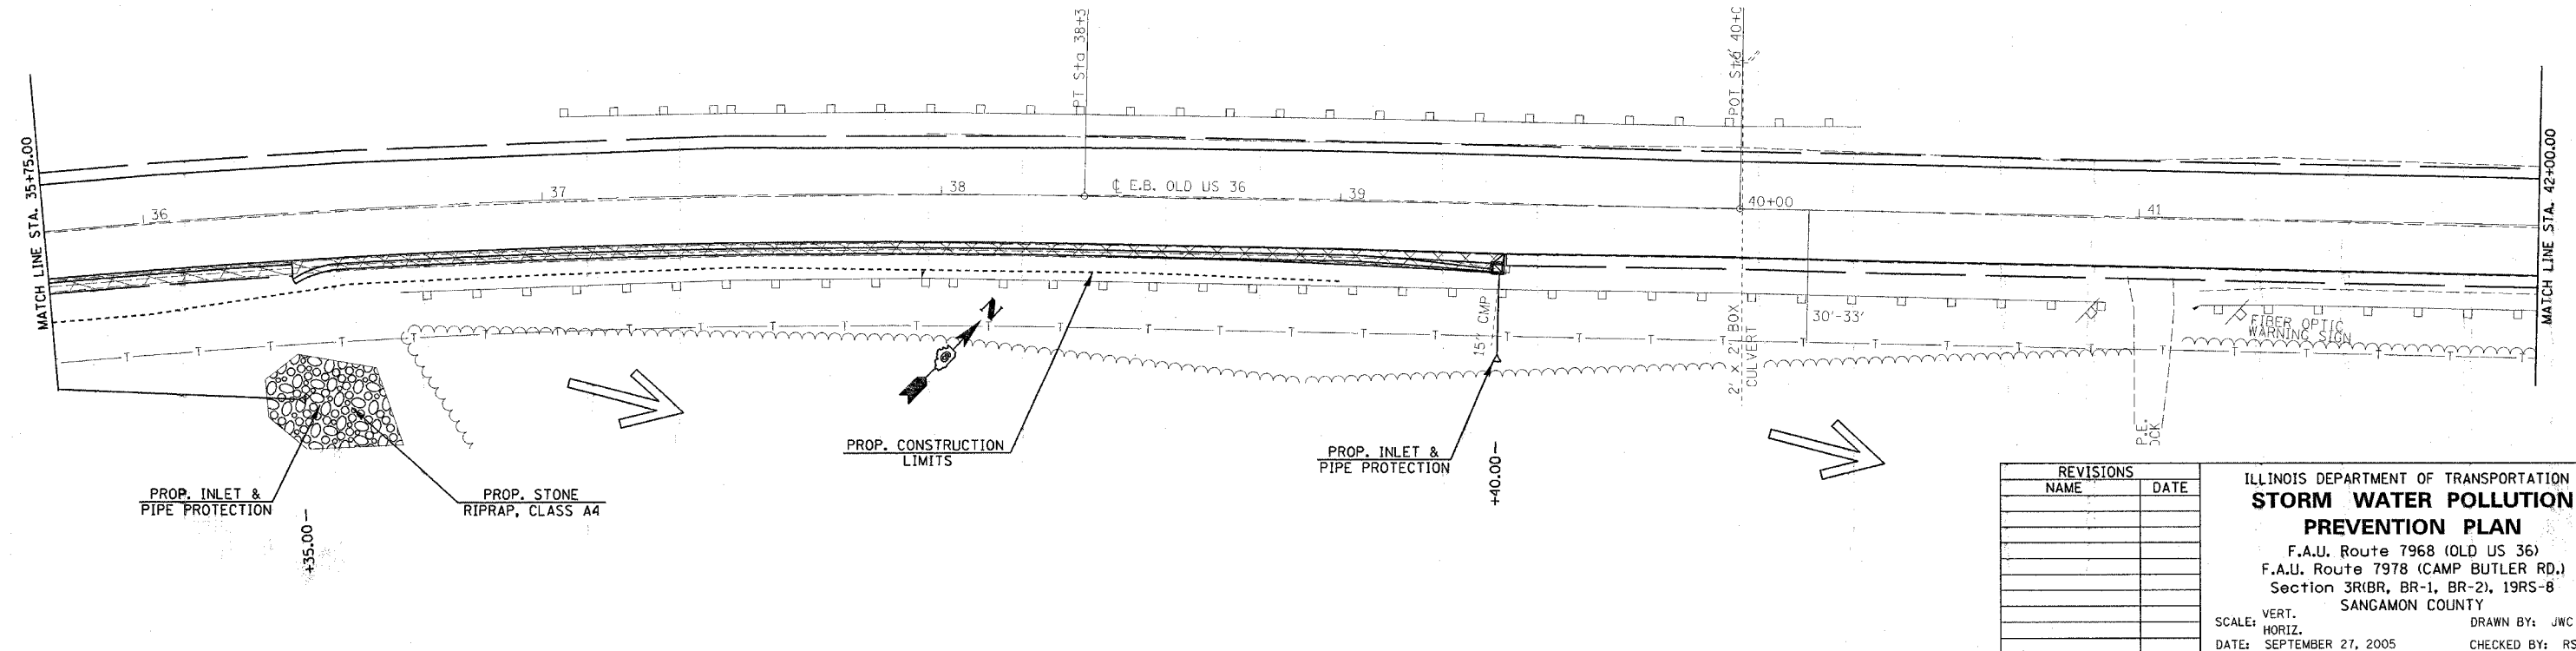 MATCH LINE STA. 35+75.00
36
37
38
PT Sta 38+3
℄ E.B. OLD US 36
39
POT Sta 40+0
40+00
41
MATCH LINE STA. 42+00.00
T T T T T T T T T T T T T T T T T T
N
15" CMP
2' X 2' BOX
CULVERT
30'-33'
FIBER OPTIC
WARNING SIGN
P.E.
PROP. INLET &
PIPE PROTECTION
+35.00
PROP. STONE
RIPRAP, CLASS A4
PROP. CONSTRUCTION
LIMITS
PROP. INLET &
PIPE PROTECTION
+40.00
REVISIONS
NAME DATE
ILLINOIS DEPARTMENT OF TRANSPORTATION
STORM WATER POLLUTION
PREVENTION PLAN
F.A.U. Route 7968 (OLD US 36)
F.A.U. Route 7978 (CAMP BUTLER RD.)
Section 3R(BR, BR-1, BR-2), 19RS-8
SANGAMON COUNTY
SCALE: VERT.
HORIZ.
DRAWN BY: JWC
DATE: SEPTEMBER 27, 2005
CHECKED BY: RS